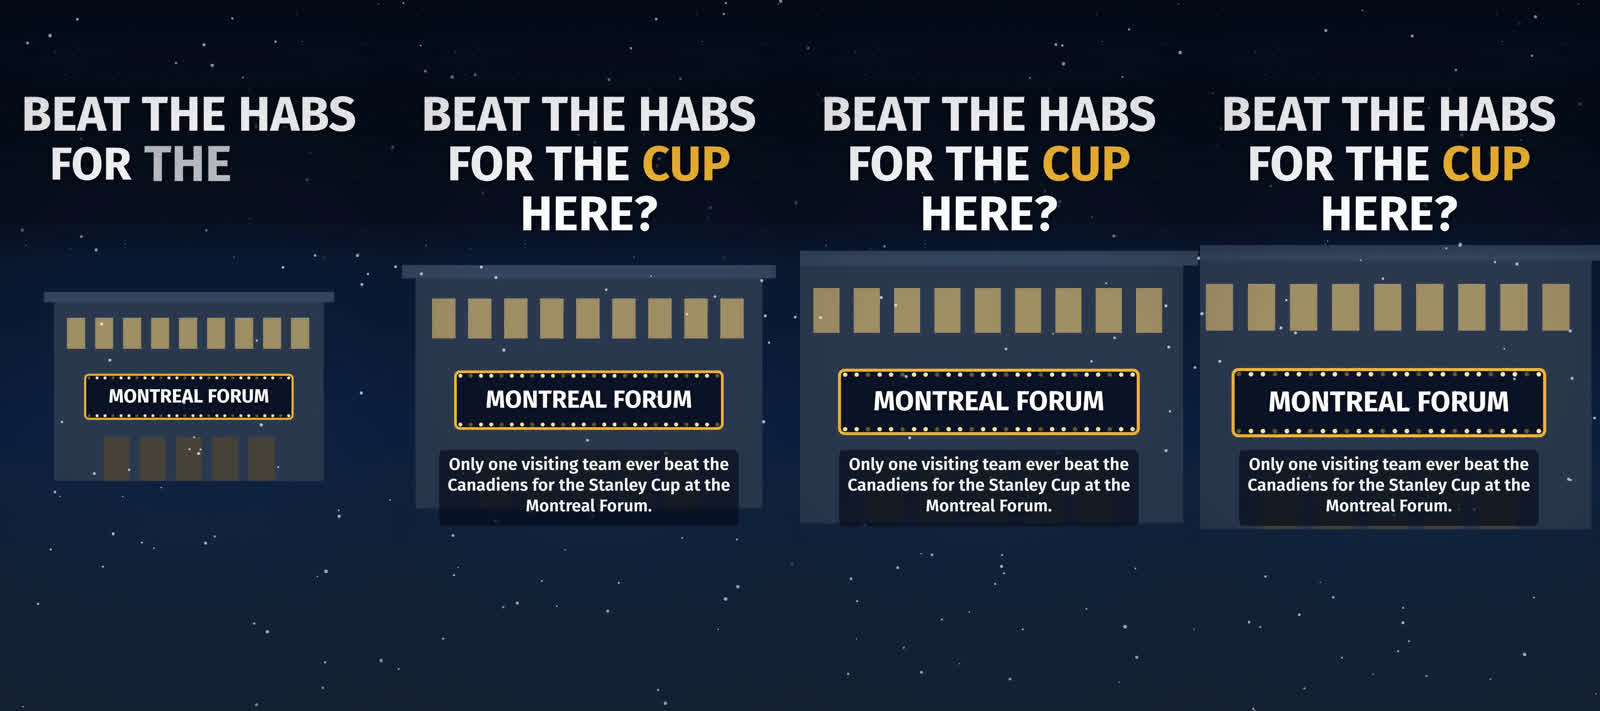 BEAT THE HABS
FOR THE
MONTREAL FORUM
BEAT THE HABS
FOR THE CUP
HERE?
MONTREAL FORUM
Only one visiting team ever beat the
Canadiens for the Stanley Cup at the
Montreal Forum.
BEAT THE HABS
FOR THE CUP
HERE?
MONTREAL FORUM
Only one visiting team ever beat the
Canadiens for the Stanley Cup at the
Montreal Forum.
BEAT THE HABS
FOR THE CUP
HERE?
MONTREAL FORUM
Only one visiting team ever beat the
Canadiens for the Stanley Cup at the
Montreal Forum.